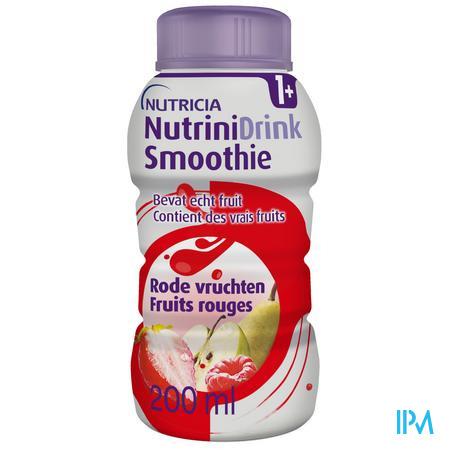 1+
NUTRICIA
NutriniDrink
Smoothie
Bevat echt fruit
Contient des vrais fruits
Rode vruchten
Fruits rouges
200 ml
IPM